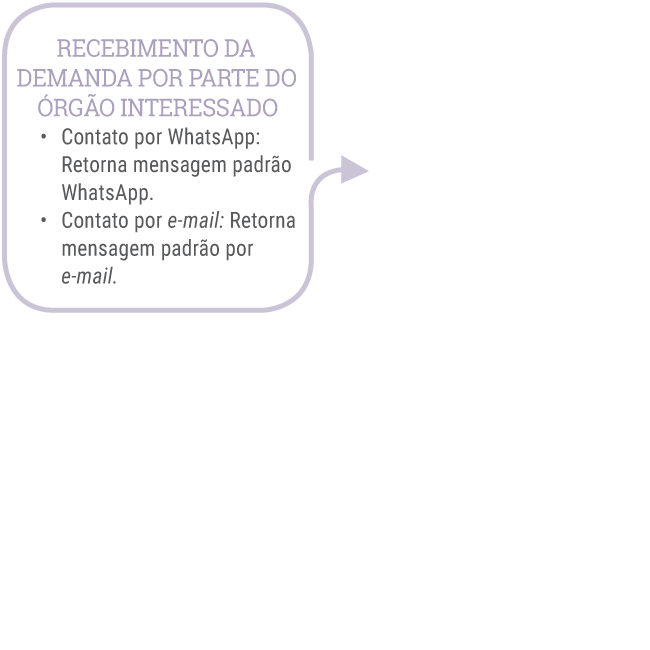 RECEBIMENTO DA
DEMANDA POR PARTE DO
ÓRGÃO INTERESSADO
• Contato por WhatsApp:
Retorna mensagem padrão
WhatsApp.
• Contato por e-mail: Retorna
mensagem padrão por
e-mail.